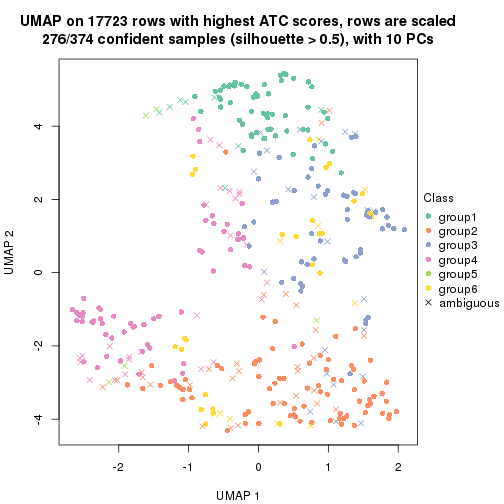 UMAP on 17723 rows with highest ATC scores, rows are scaled
276/374 confident samples (silhouette > 0.5), with 10 PCs
4
2
0
-2
-4
UMAP 2
-2
-1
0
1
2
UMAP 1
Class
group1
group2
group3
group4
group5
group6
ambiguous